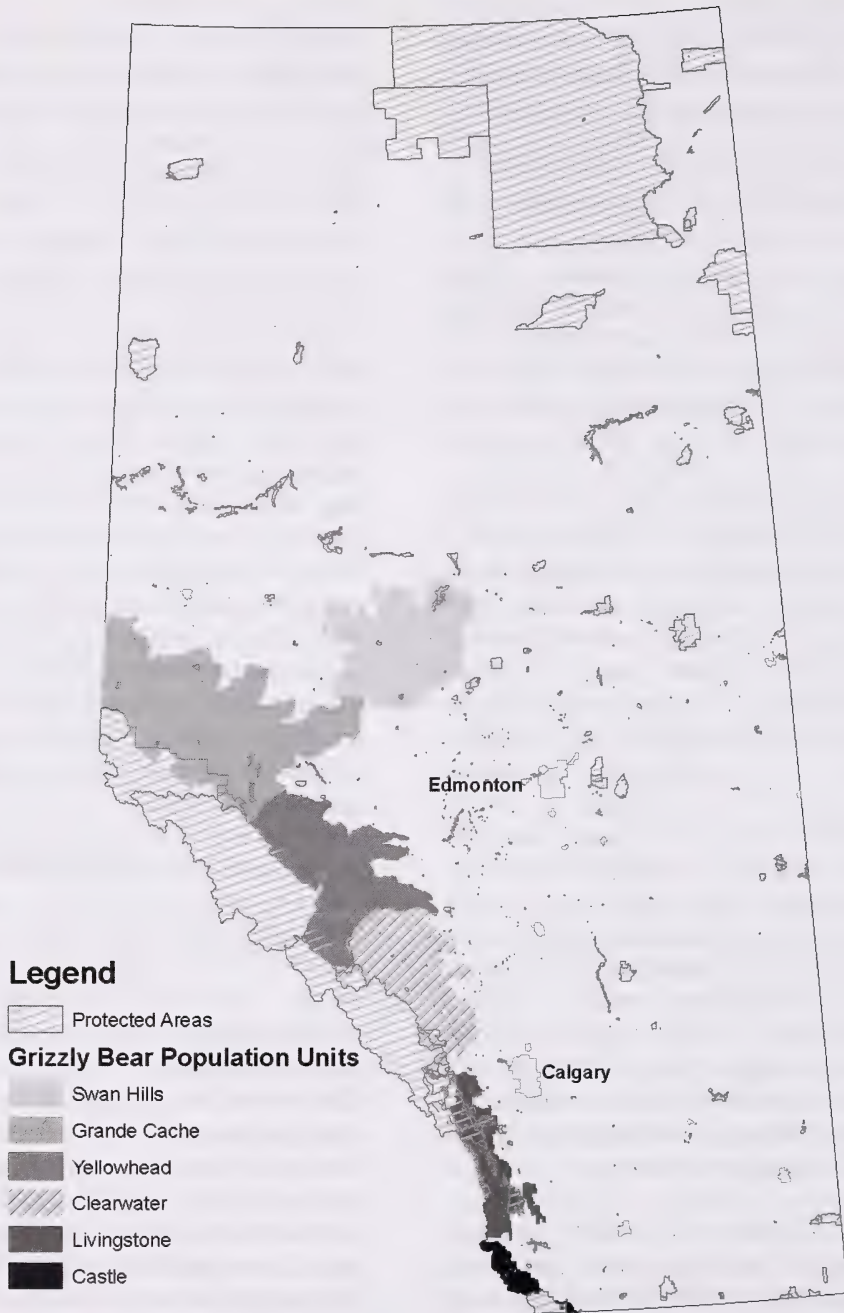 Edmonton
Calgary
Legend
Protected Areas
Grizzly Bear Population Units
Swan Hills
Grande Cache
Yellowhead
Clearwater
Livingstone
Castle